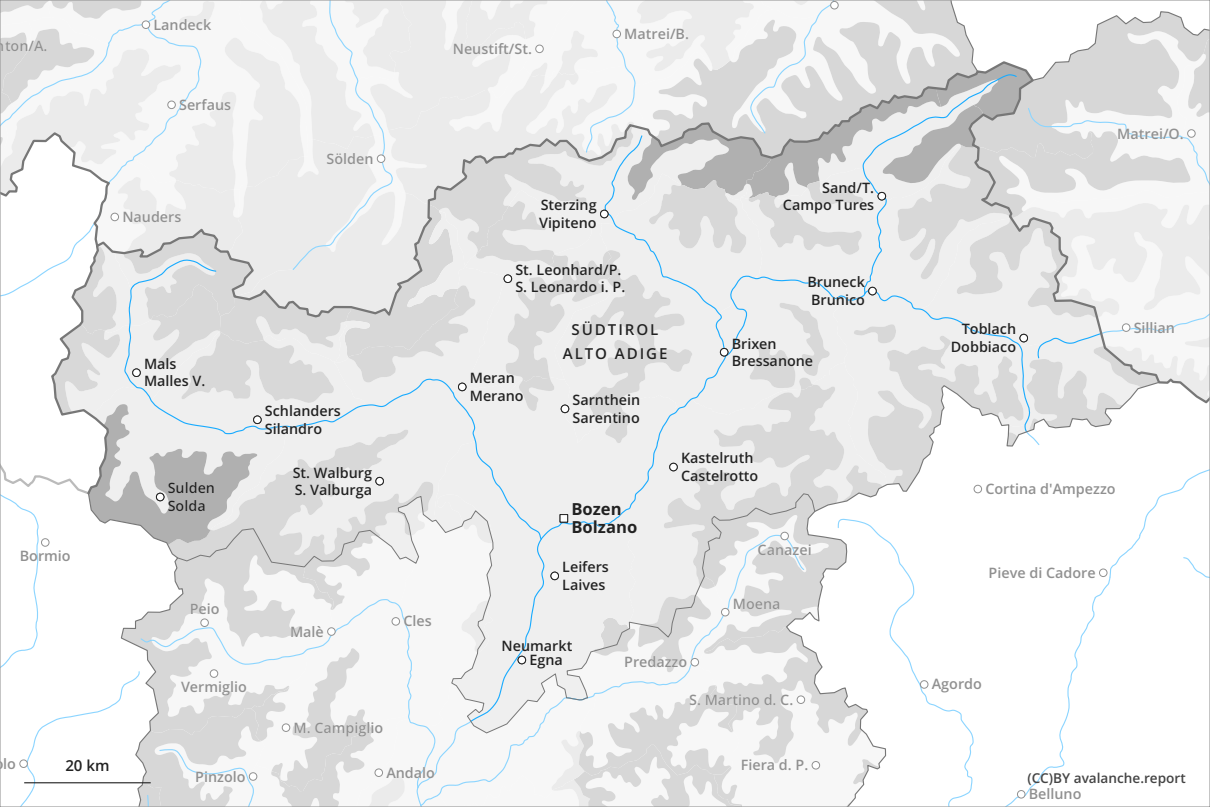 Landeck
nton/A.
Neustift/St.
Matrei/B.
Serfaus
Matrei/O.
Sölden
Nauders
Sand/T.
Campo Tures
Sterzing
Vipiteno
St. Leonhard/P.
S. Leonardo i. P.
Bruneck
Brunico
SÜDTIROL
ALTO ADIGE
Toblach
Dobbiaco
Sillian
Brixen
Bressanone
Mals
Malles V.
Meran
Merano
Sarnthein
Sarentino
Schlanders
Silandro
Kastelruth
Castelrotto
St. Walburg
S. Valburga
Sulden
Solda
Cortina d'Ampezzo
Bozen
Bolzano
Bormio
Canazei
Leifers
Laives
Pieve di Cadore
Peio
Moena
Malè
Cles
Neumarkt
Egna
Predazzo
Vermiglio
Agordo
S. Martino d. C.
M. Campiglio
olo
20 km
Pinzolo
Andalo
Fiera d. P.
(CC)BY avalanche.report
Belluno